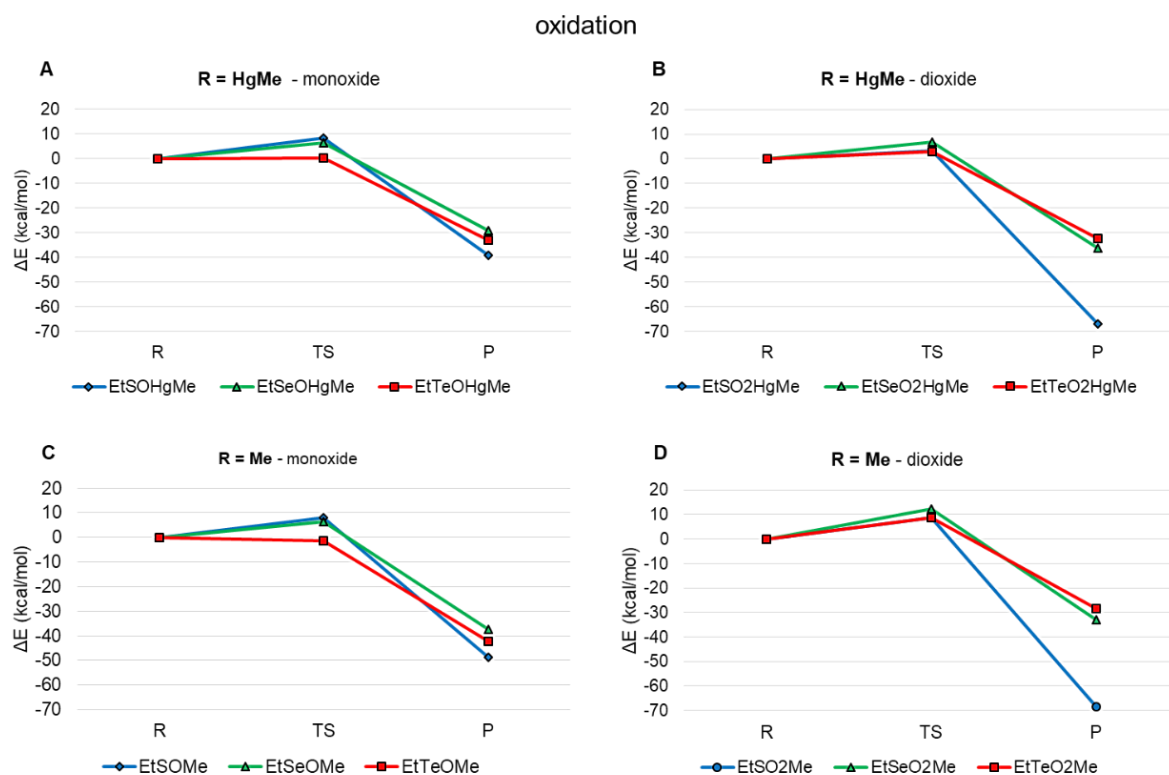 oxidation
A
R = HgMe - monoxide
20
10
0
-10
-20
-30
-40
-50
-60
-70
ΔE (kcal/mol)
R TS P
EtSOHgMe EtSeOHgMe EtTeOHgMe
B
R = HgMe - dioxide
20
10
0
-10
-20
-30
-40
-50
-60
-70
ΔE (kcal/mol)
R TS P
EtSO2HgMe EtSeO2HgMe EtTeO2HgMe
C
R = Me - monoxide
20
10
0
-10
-20
-30
-40
-50
-60
-70
ΔE (kcal/mol)
R TS P
EtSOMe EtSeOMe EtTeOMe
D
R = Me - dioxide
20
10
0
-10
-20
-30
-40
-50
-60
-70
ΔE (kcal/mol)
R TS P
EtSO2Me EtSeO2Me EtTeO2Me